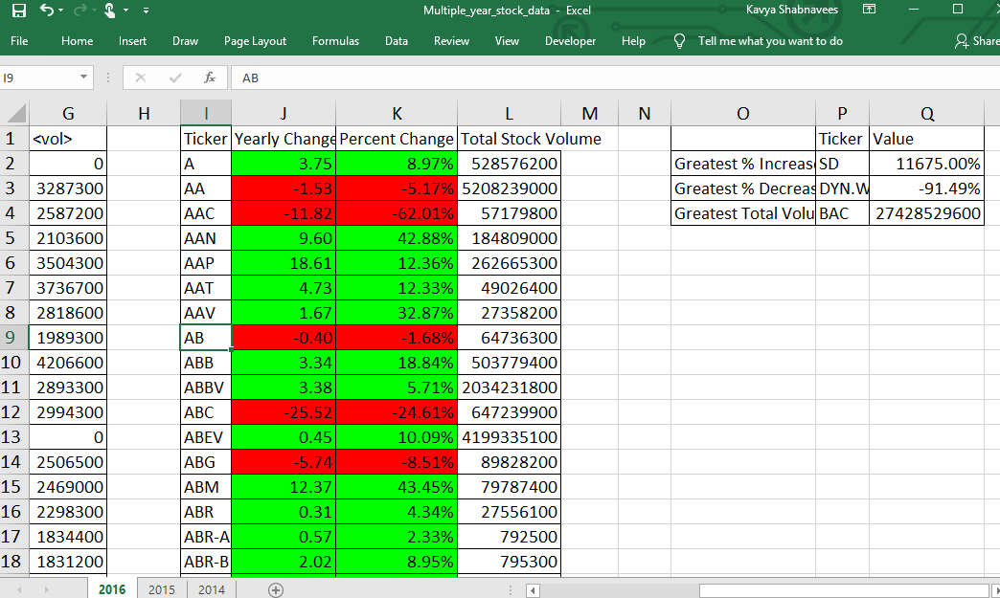 Multiple_year_stock_data - Excel Kavya Shabnavees
File Home Insert Draw Page Layout Formulas Data Review View Developer Help Tell me what you want to do Share
I9 fx AB
G H I J K L M N O P Q
1 <vol> Ticker Yearly Change Percent Change Total Stock Volume Ticker Value
2 0 A 3.75 8.97% 528576200 Greatest % Increas SD 11675.00%
3 3287300 AA -1.53 -5.17% 5208239000 Greatest % Decreas DYN.W -91.49%
4 2587200 AAC -11.82 -62.01% 57179800 Greatest Total Volu BAC 27428529600
5 2103600 AAN 9.60 42.88% 184809000
6 3504300 AAP 18.61 12.36% 262665300
7 3736700 AAT 4.73 12.33% 49026400
8 2818600 AAV 1.67 32.87% 27358200
9 1989300 AB -0.40 -1.68% 64736300
10 4206600 ABB 3.34 18.84% 503779400
11 2893300 ABBV 3.38 5.71% 2034231800
12 2994300 ABC -25.52 -24.61% 647239900
13 0 ABEV 0.45 10.09% 4199335100
14 2506500 ABG -5.74 -8.51% 89828200
15 2469000 ABM 12.37 43.45% 79787400
16 2298300 ABR 0.31 4.34% 27556100
17 1834400 ABR-A 0.57 2.33% 792500
18 1831200 ABR-B 2.02 8.95% 795300
2016 2015 2014